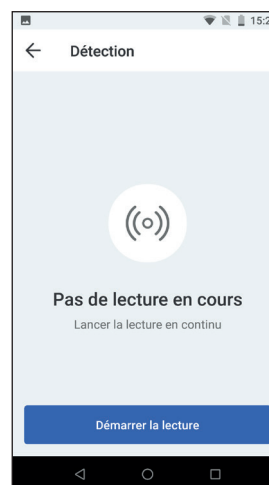 15:2
Détection
Pas de lecture en cours
Lancer la lecture en continu
Démarrer la lecture